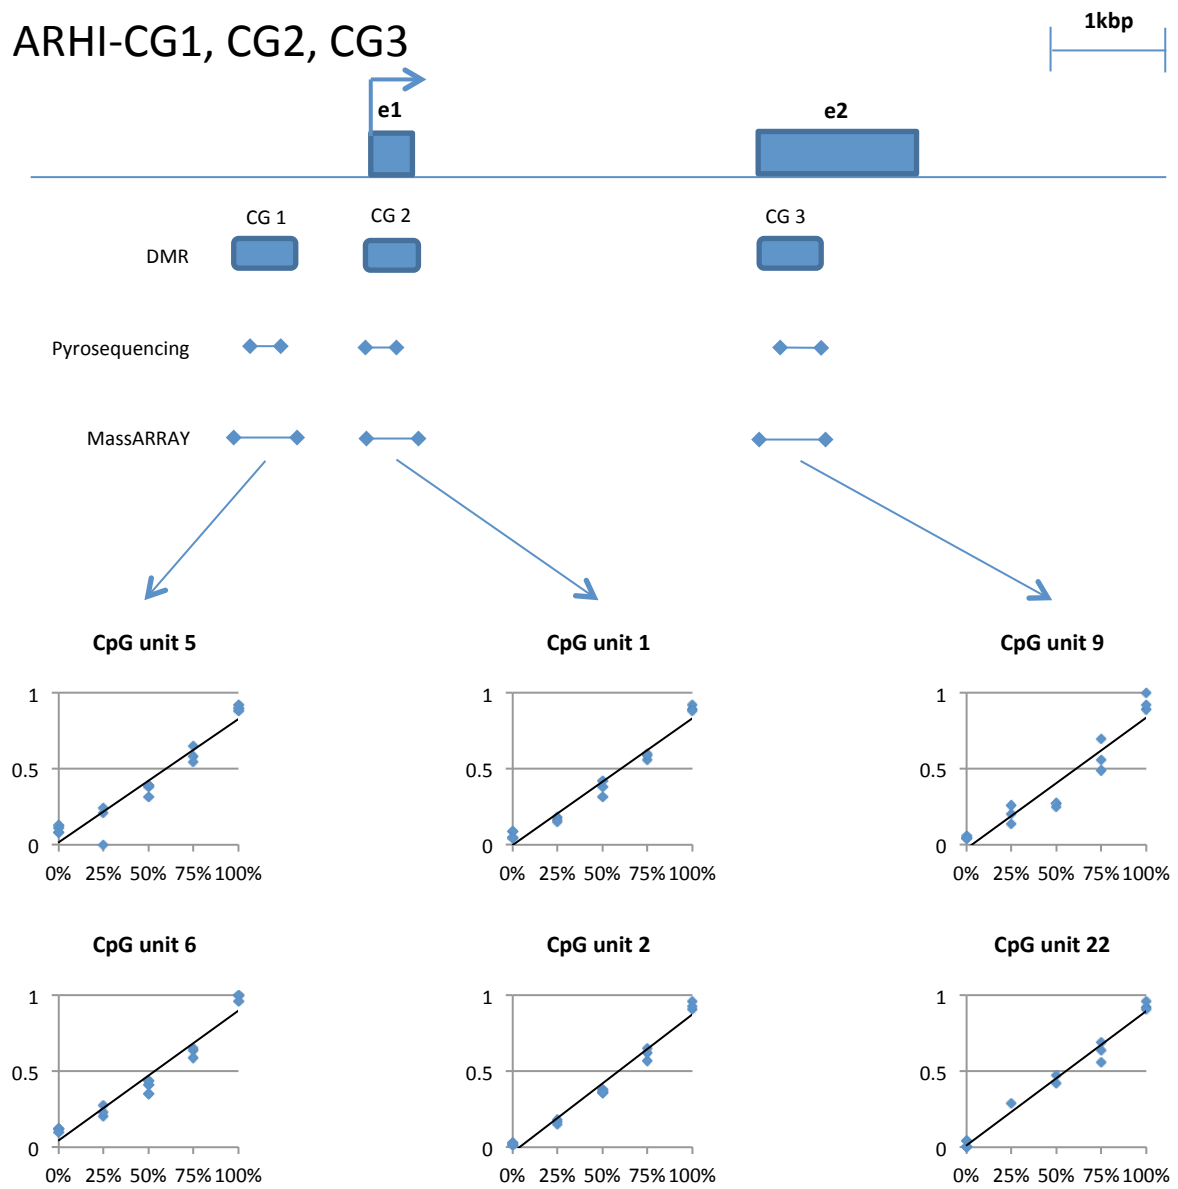 ARHI-CG1, CG2, CG3
1kbp
e1
e2
CG 1
CG 2
CG 3
DMR
Pyrosequencing
MassARRAY
CpG unit 5
CpG unit 1
CpG unit 9
1
0.5
0
0% 25% 50% 75% 100%
1
0.5
0
0% 25% 50% 75% 100%
1
0.5
0
0% 25% 50% 75% 100%
CpG unit 6
CpG unit 2
CpG unit 22
1
0.5
0
0% 25% 50% 75% 100%
1
0.5
0
0% 25% 50% 75% 100%
1
0.5
0
0% 25% 50% 75% 100%